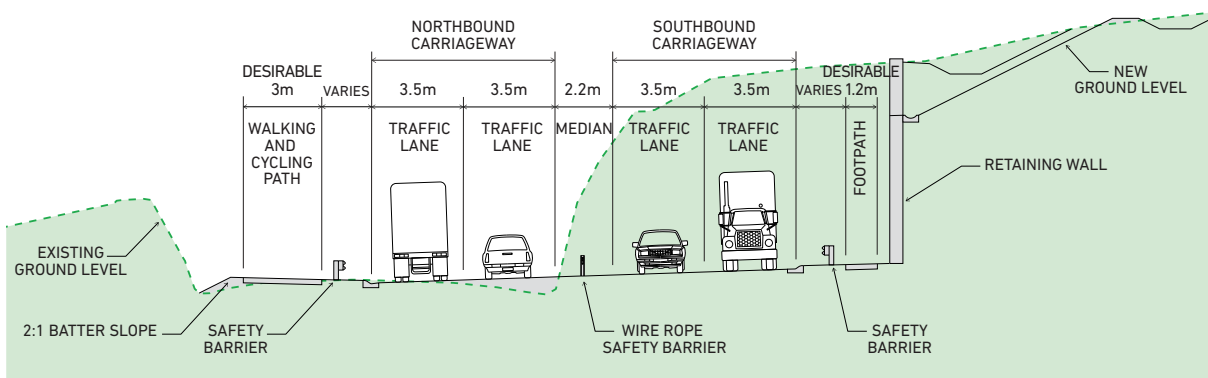 NORTHBOUND
CARRIAGEWAY
SOUTHBOUND
CARRIAGEWAY
DESIRABLE
3m
VARIES
3.5m
3.5m
2.2m
3.5m
3.5m
VARIES
DESIRABLE
1.2m
WALKING
AND
CYCLING
PATH
TRAFFIC
LANE
TRAFFIC
LANE
MEDIAN
TRAFFIC
LANE
TRAFFIC
LANE
FOOTPATH
NEW
GROUND LEVEL
RETAINING WALL
EXISTING
GROUND LEVEL
2:1 BATTER SLOPE
SAFETY
BARRIER
WIRE ROPE
SAFETY BARRIER
SAFETY
BARRIER